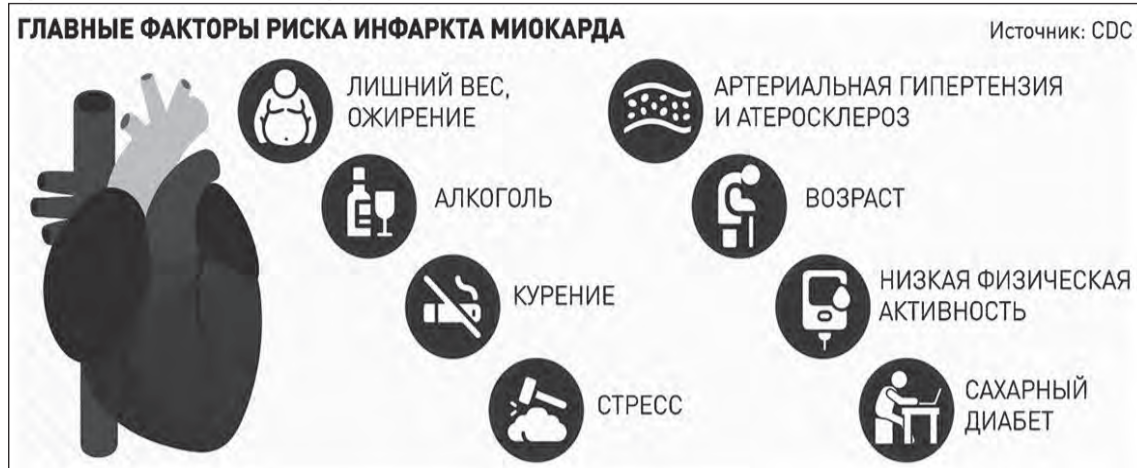 ГЛАВНЫЕ ФАКТОРЫ РИСКА ИНФАРКТА МИОКАРДА
Источник: CDC
ЛИШНИЙ ВЕС,
ОЖИРЕНИЕ
АЛКОГОЛЬ
КУРЕНИЕ
СТРЕСС
АРТЕРИАЛЬНАЯ ГИПЕРТЕНЗИЯ
И АТЕРОСКЛЕРОЗ
ВОЗРАСТ
НИЗКАЯ ФИЗИЧЕСКАЯ
АКТИВНОСТЬ
САХАРНЫЙ
ДИАБЕТ